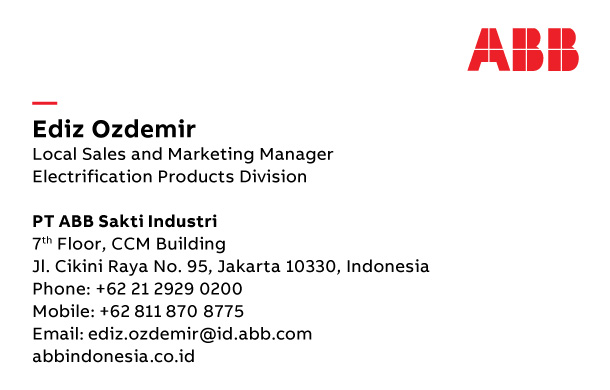 ABB
Ediz Ozdemir
Local Sales and Marketing Manager
Electrification Products Division
PT ABB Sakti Industri
7th Floor, CCM Building
Jl. Cikini Raya No. 95, Jakarta 10330, Indonesia
Phone: +62 21 2929 0200
Mobile: +62 811 870 8775
Email: ediz.ozdemir@id.abb.com
abbindonesia.co.id